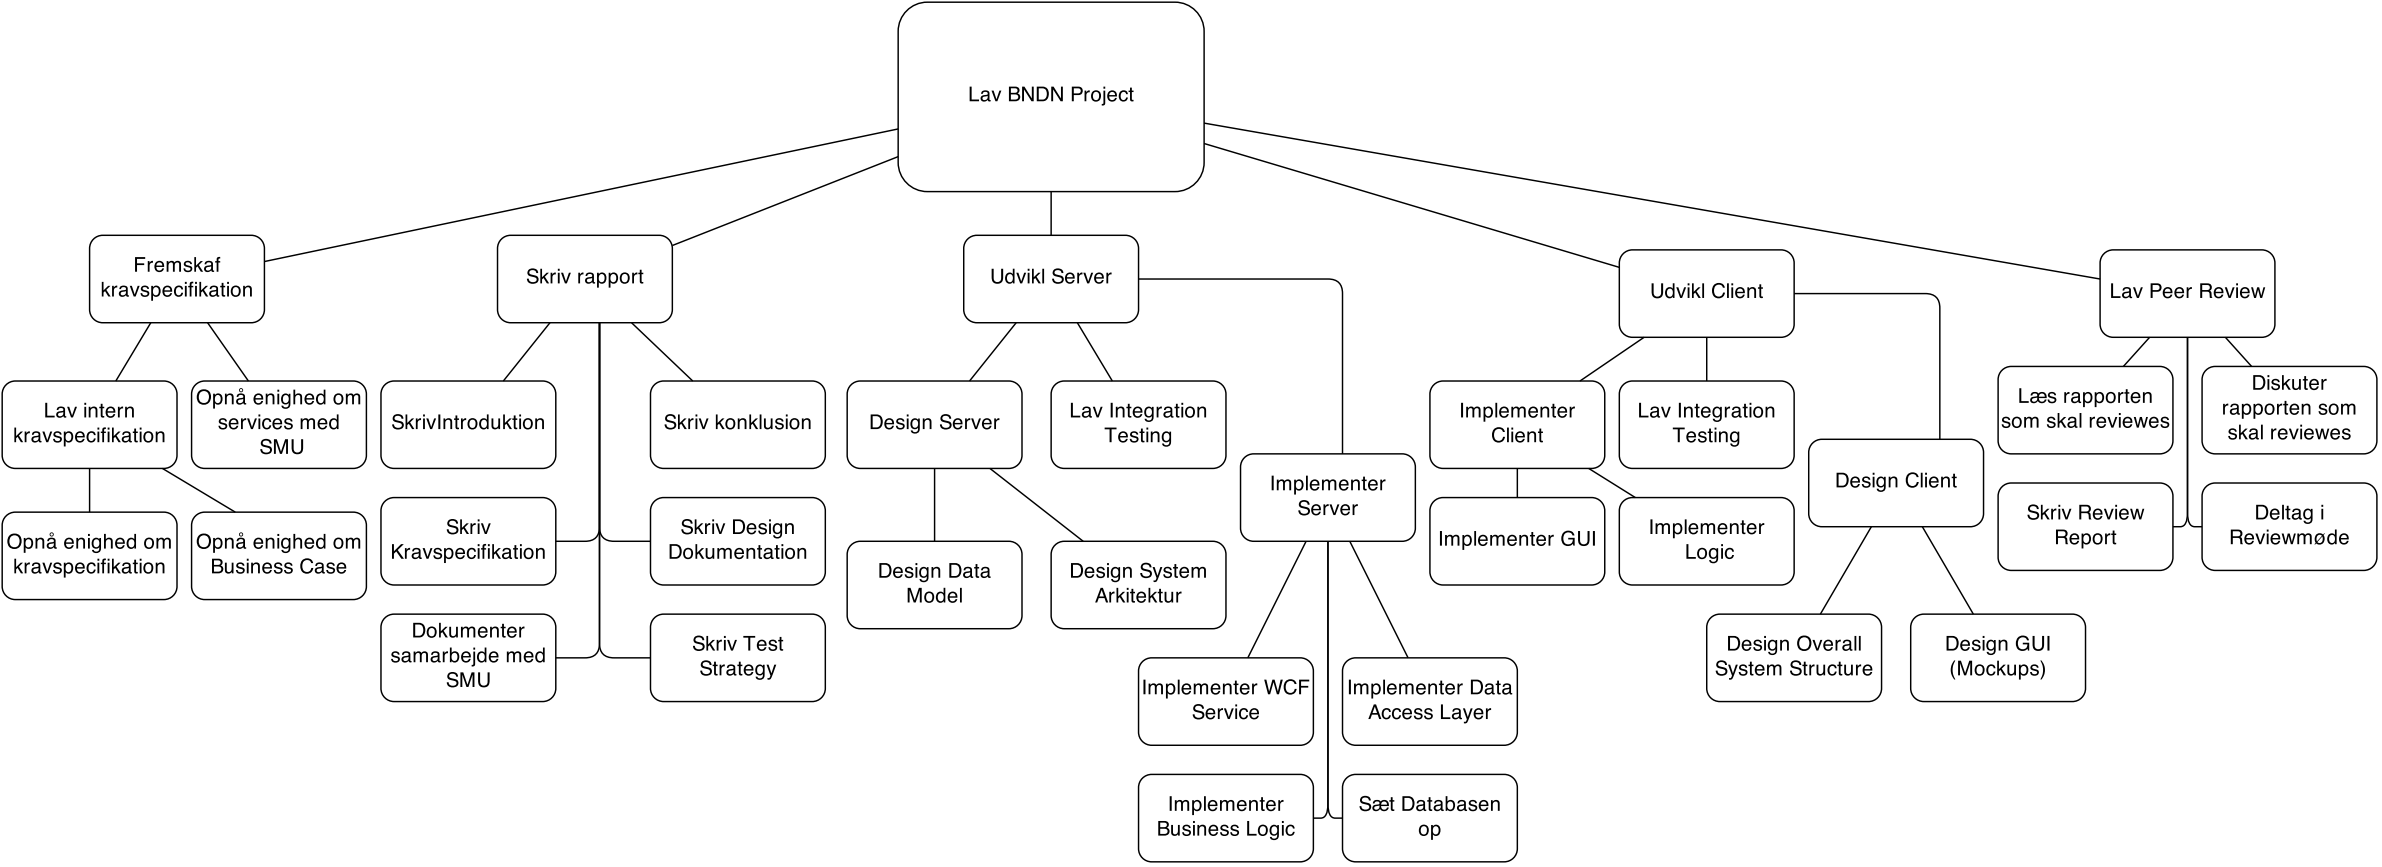 Lav BNDN Project
Fremskaf
kravspecifikation
Skriv rapport
Udvikl Server
Udvikl Client
Lav Peer Review
Lav intern
kravspecifikation
Opnå enighed om
services med
SMU
Opnå enighed om
kravspecifikation
Opnå enighed om
Business Case
SkrivIntroduktion
Skriv konklusion
Skriv
Kravspecifikation
Skriv Design
Dokumentation
Dokumenter
samarbejde med
SMU
Skriv Test
Strategy
Design Server
Lav Integration
Testing
Implementer
Server
Design Data
Model
Design System
Arkitektur
Implementer WCF
Service
Implementer Data
Access Layer
Implementer
Business Logic
Sæt Databasen
op
Implementer
Client
Lav Integration
Testing
Design Client
Implementer GUI
Implementer
Logic
Design Overall
System Structure
Design GUI
(Mockups)
Læs rapporten
som skal reviewes
Diskuter
rapporten som
skal reviewes
Skriv Review
Report
Deltag i
Reviewmøde